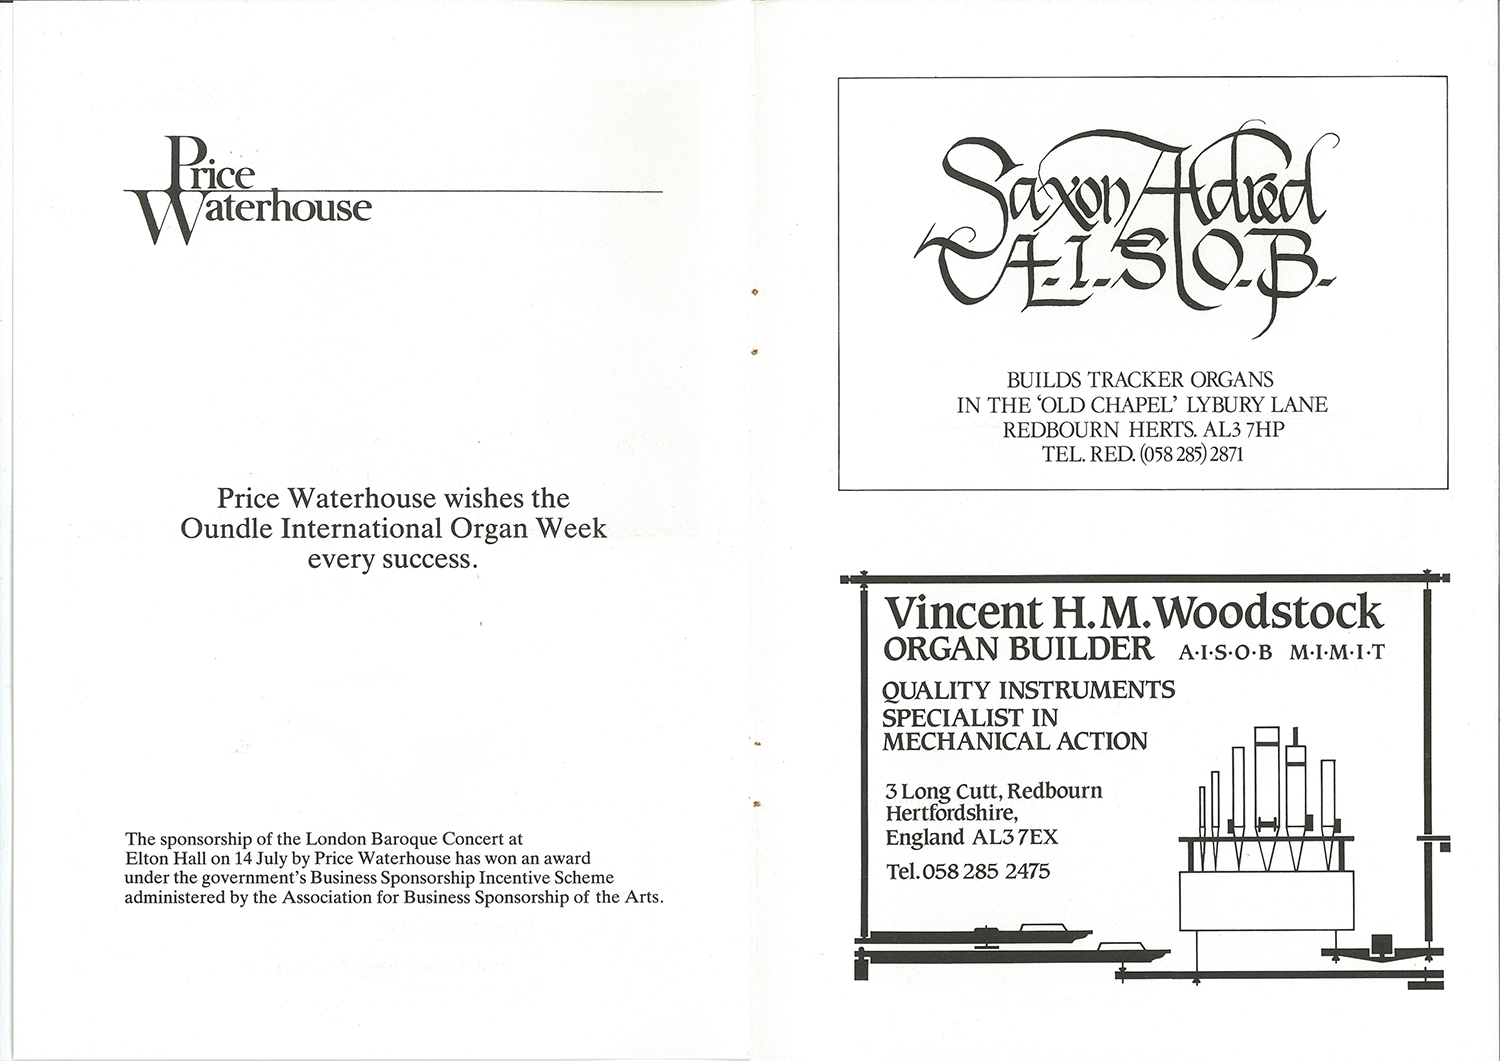 Price
Waterhouse
Price Waterhouse wishes the
Oundle International Organ Week
every success.
The sponsorship of the London Baroque Concert at
Elton Hall on 14 July by Price Waterhouse has won an award
under the government's Business Sponsorship Incentive Scheme
administered by the Association for Business Sponsorship of the Arts.
Saxon Aldred
A.I.S.O.B.
BUILDS TRACKER ORGANS
IN THE 'OLD CHAPEL' LYBURY LANE
REDBOURN HERTS. AL3 7HP
TEL. RED. (058 285) 2871
Vincent H.M. Woodstock
ORGAN BUILDER A·I·S·O·B M·I·M·I·T
QUALITY INSTRUMENTS
SPECIALIST IN
MECHANICAL ACTION
3 Long Cutt, Redbourn
Hertfordshire,
England AL3 7EX
Tel. 058 285 2475